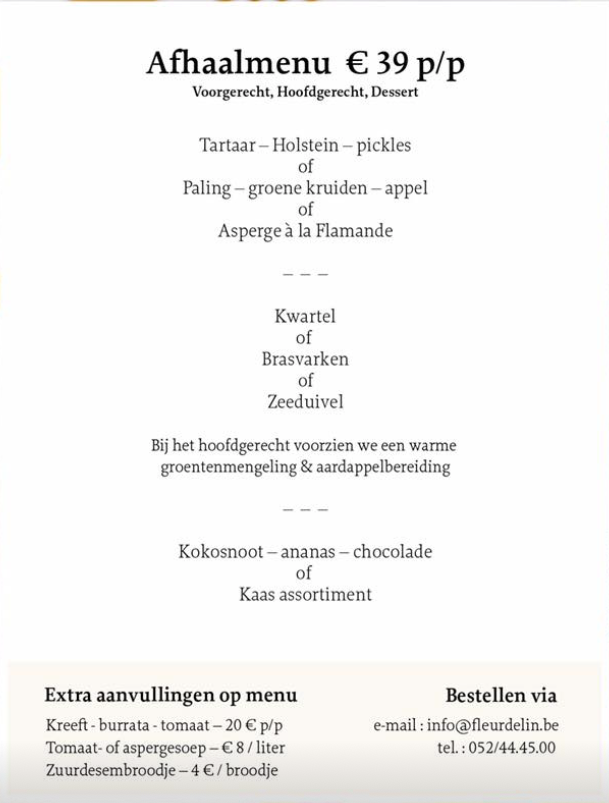 Afhaalmenu € 39 p/p
Voorgerecht, Hoofdgerecht, Dessert
Tartaar – Holstein – pickles
of
Paling – groene kruiden – appel
of
Asperge à la Flamande
– – –
Kwartel
of
Brasvarken
of
Zeeduivel
Bij het hoofdgerecht voorzien we een warme
groentenmengeling & aardappelbereiding
– – –
Kokosnoot – ananas – chocolade
of
Kaas assortiment
Extra aanvullingen op menu
Kreeft - burrata - tomaat – 20 € p/p
Tomaat- of aspergesoep – € 8 / liter
Zuurdesembroodje – 4 € / broodje
Bestellen via
e-mail : info@fleurdelin.be
tel. : 052/44.45.00